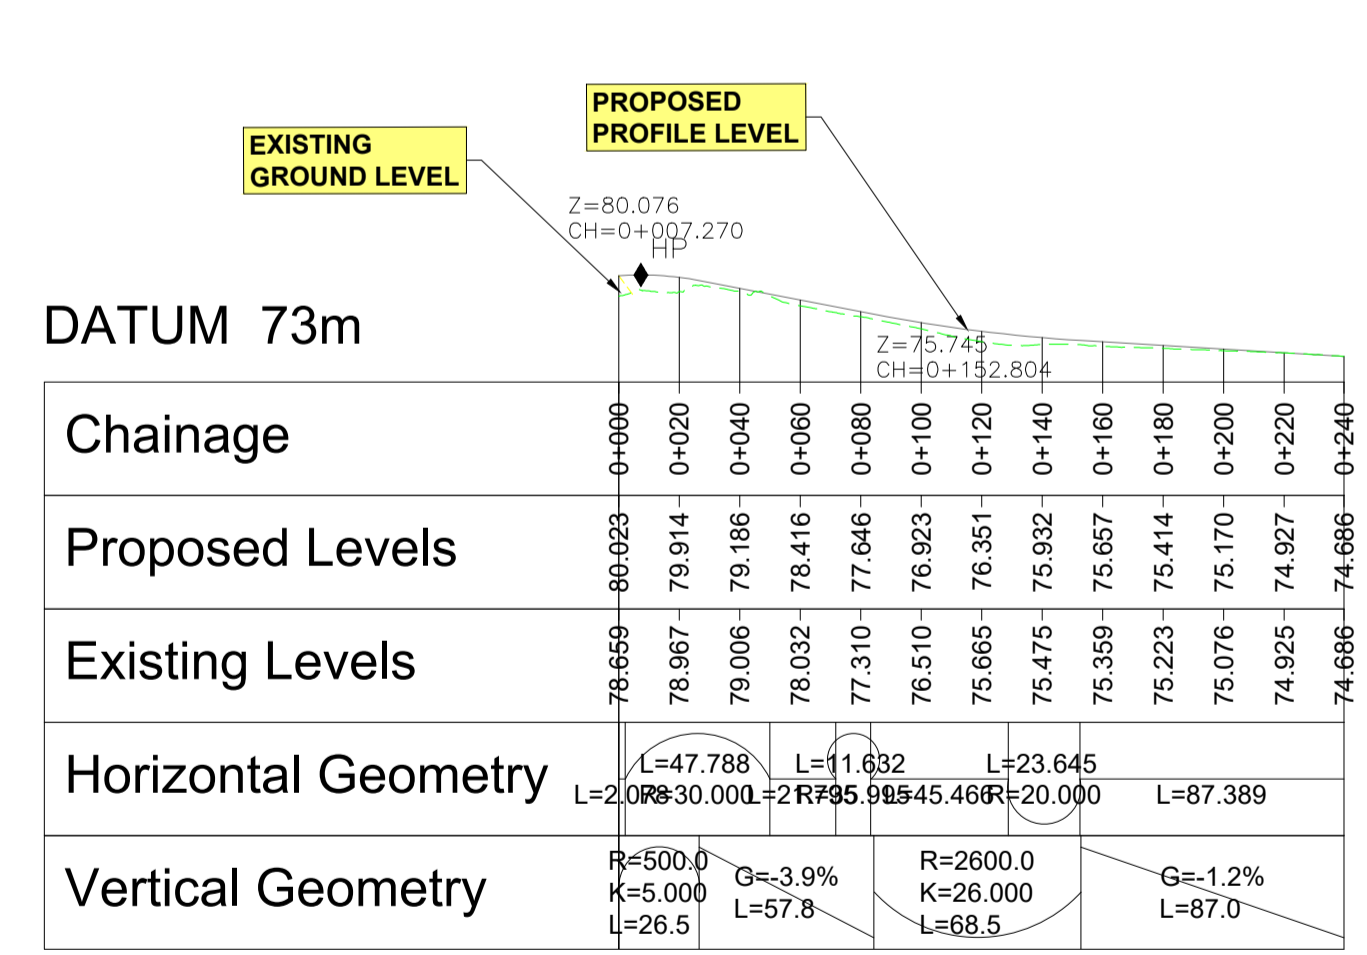 PROPOSED
PROFILE LEVEL
EXISTING
GROUND LEVEL
Z=80.076
CH=0+007.270
HP
DATUM 73m
Z=75.745
CH=0+152.804
Chainage 0+000 0+020 0+040 0+060 0+080 0+100 0+120 0+140 0+160 0+180 0+200 0+220 0+240
Proposed Levels 80.023 79.914 79.186 78.416 77.646 76.923 76.351 75.932 75.657 75.414 75.170 74.927 74.686
Existing Levels 78.659 78.967 79.006 78.032 77.310 76.510 75.665 75.475 75.359 75.223 75.076 74.925 74.686
Horizontal Geometry
L=47.788 L=11.632 L=23.645
L=2.078 R=30.000 L=45.466 R=20.000 L=87.389
Vertical Geometry
R=500.0
K=5.000
L=26.5
G=-3.9%
L=57.8
R=2600.0
K=26.000
L=68.5
G=-1.2%
L=87.0